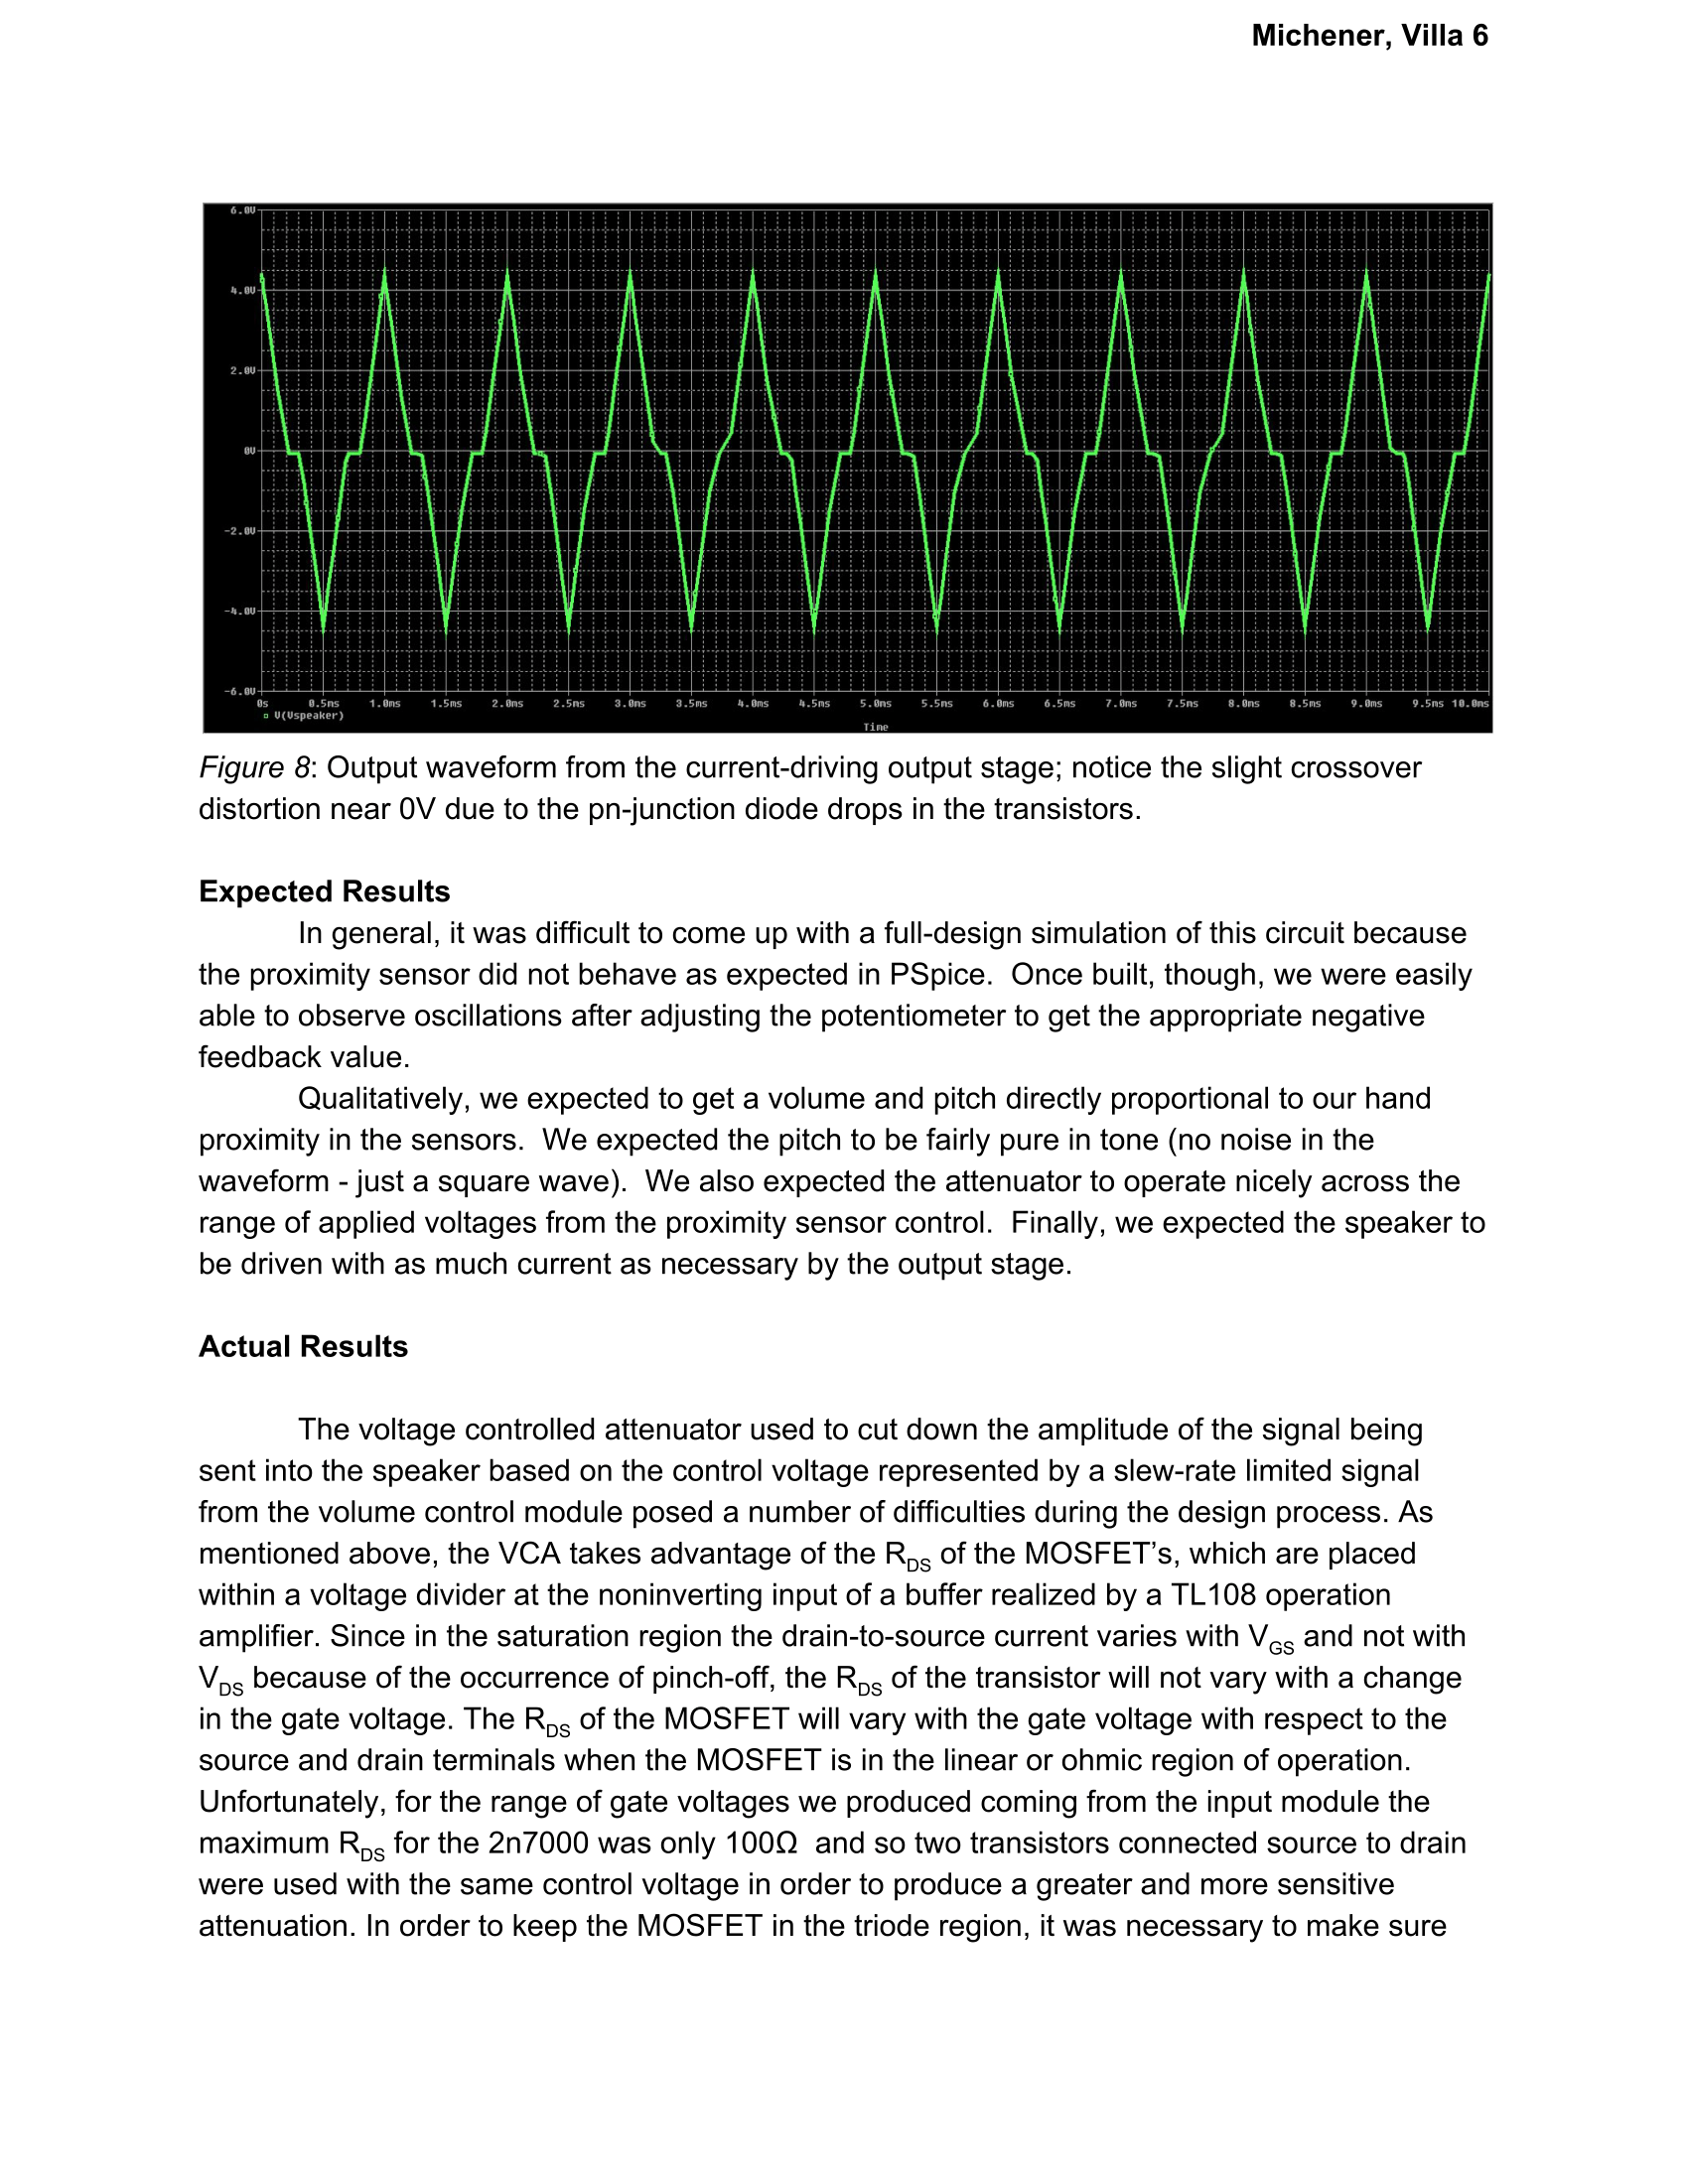 Michener, Villa 6
6.0V
4.0V
2.0V
0V
-2.0V
-4.0V
-6.0V
0s 0.5ms 1.0ms 1.5ms 2.0ms 2.5ms 3.0ms 3.5ms 4.0ms 4.5ms 5.0ms 5.5ms 6.0ms 6.5ms 7.0ms 7.5ms 8.0ms 8.5ms 9.0ms 9.5ms 10.0ms
V(Vspeaker)
Time
Figure 8: Output waveform from the current-driving output stage; notice the slight crossover
distortion near 0V due to the pn-junction diode drops in the transistors.
Expected Results
In general, it was difficult to come up with a full-design simulation of this circuit because
the proximity sensor did not behave as expected in PSpice.  Once built, though, we were easily
able to observe oscillations after adjusting the potentiometer to get the appropriate negative
feedback value.
Qualitatively, we expected to get a volume and pitch directly proportional to our hand
proximity in the sensors.  We expected the pitch to be fairly pure in tone (no noise in the
waveform - just a square wave).  We also expected the attenuator to operate nicely across the
range of applied voltages from the proximity sensor control.  Finally, we expected the speaker to
be driven with as much current as necessary by the output stage.
Actual Results
The voltage controlled attenuator used to cut down the amplitude of the signal being
sent into the speaker based on the control voltage represented by a slew-rate limited signal
from the volume control module posed a number of difficulties during the design process. As
mentioned above, the VCA takes advantage of the RDS of the MOSFET’s, which are placed
within a voltage divider at the noninverting input of a buffer realized by a TL108 operation
amplifier. Since in the saturation region the drain-to-source current varies with VGS and not with
VDS because of the occurrence of pinch-off, the RDS of the transistor will not vary with a change
in the gate voltage. The RDS of the MOSFET will vary with the gate voltage with respect to the
source and drain terminals when the MOSFET is in the linear or ohmic region of operation.
Unfortunately, for the range of gate voltages we produced coming from the input module the
maximum RDS for the 2n7000 was only 100Ω  and so two transistors connected source to drain
were used with the same control voltage in order to produce a greater and more sensitive
attenuation. In order to keep the MOSFET in the triode region, it was necessary to make sure